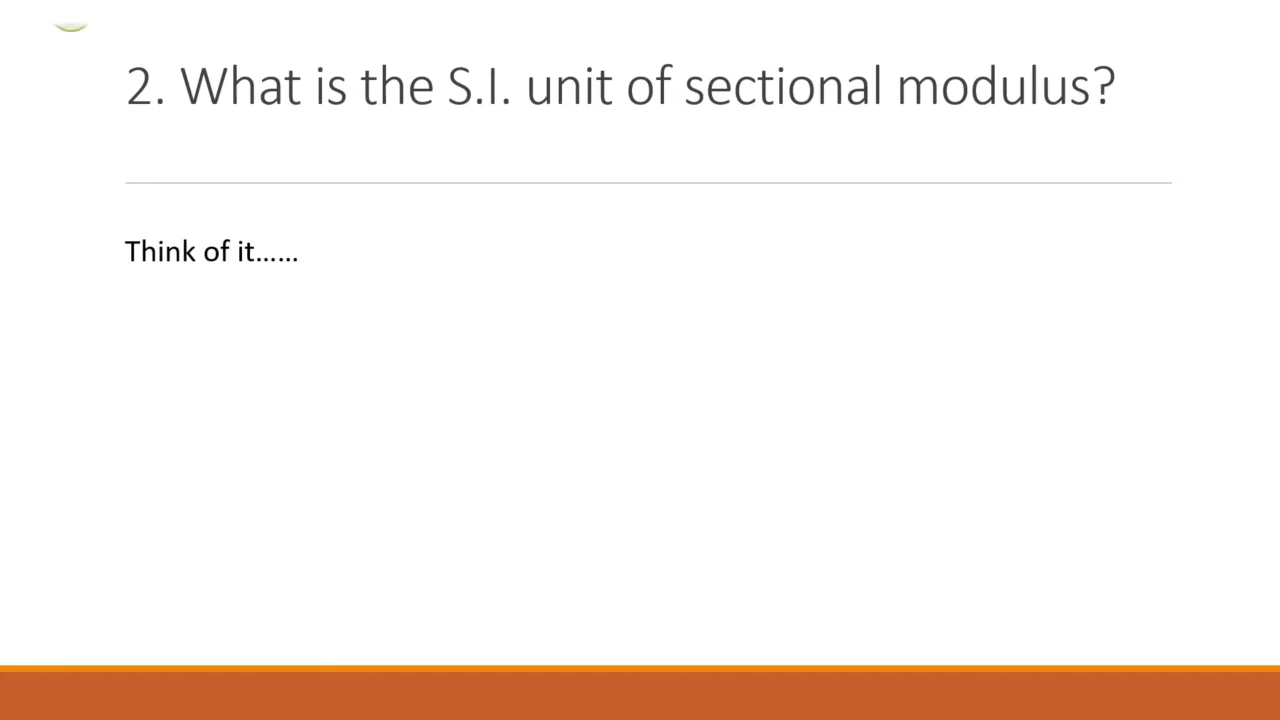 2. What is the S.I. unit of sectional modulus?
Think of it......